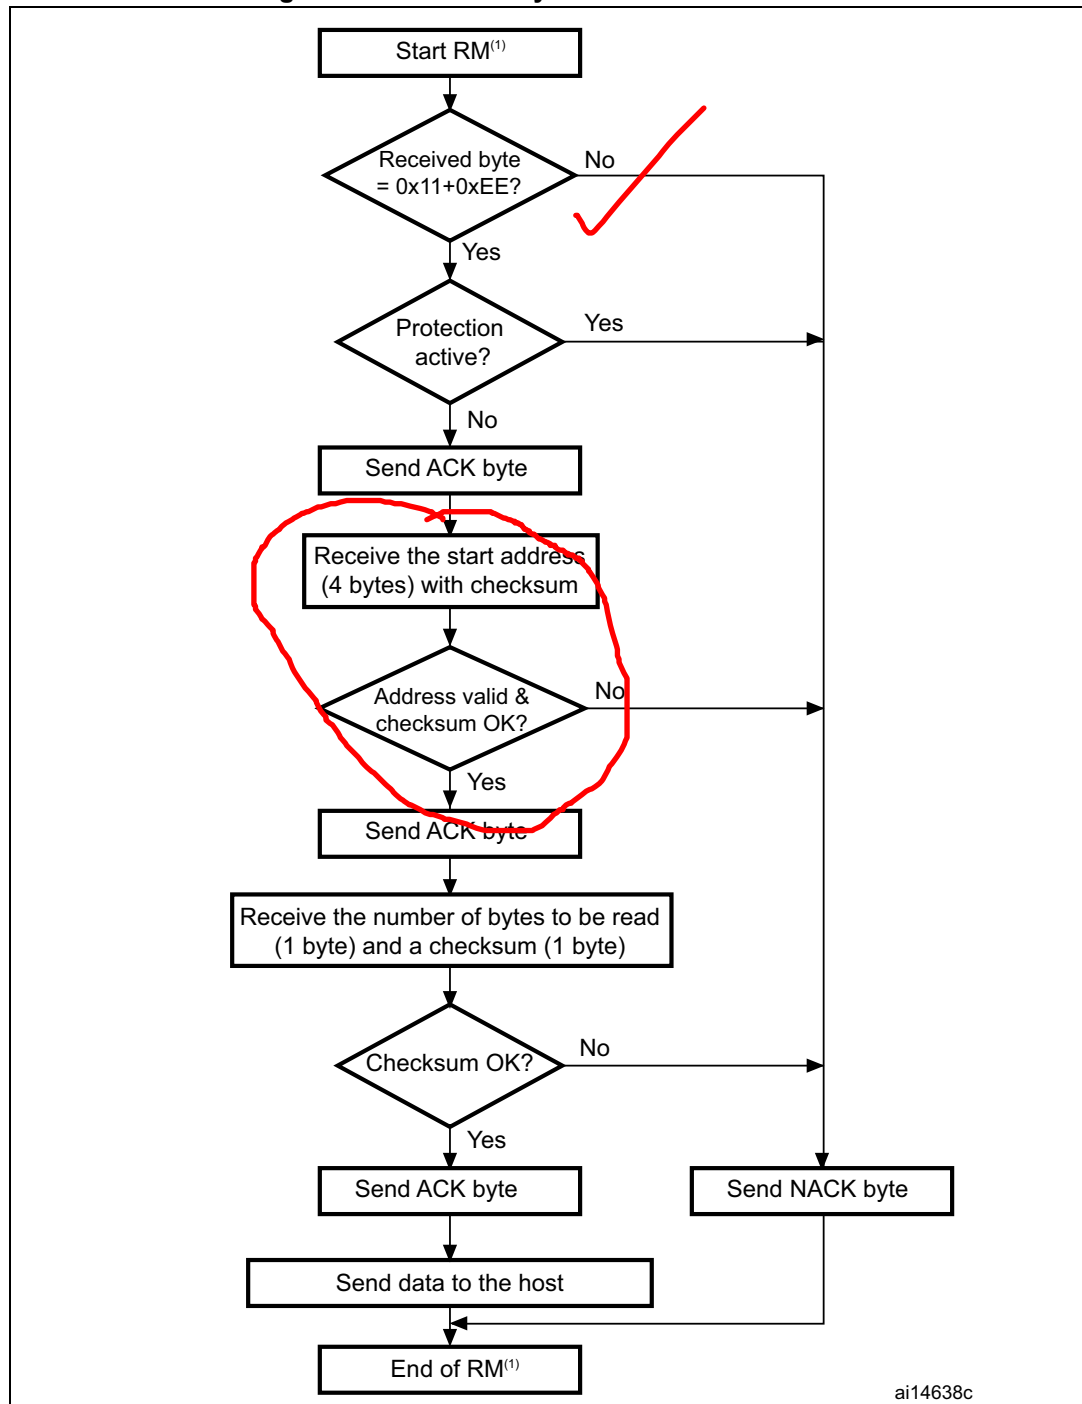 Start RM(1)
Received byte
= 0x11+0xEE?
No
Yes
Protection
active?
Yes
No
Send ACK byte
Receive the start address
(4 bytes) with checksum
Address valid &
checksum OK?
No
Yes
Send ACK byte
Receive the number of bytes to be read
(1 byte) and a checksum (1 byte)
Checksum OK?
No
Yes
Send ACK byte
Send NACK byte
Send data to the host
End of RM(1)
ai14638c